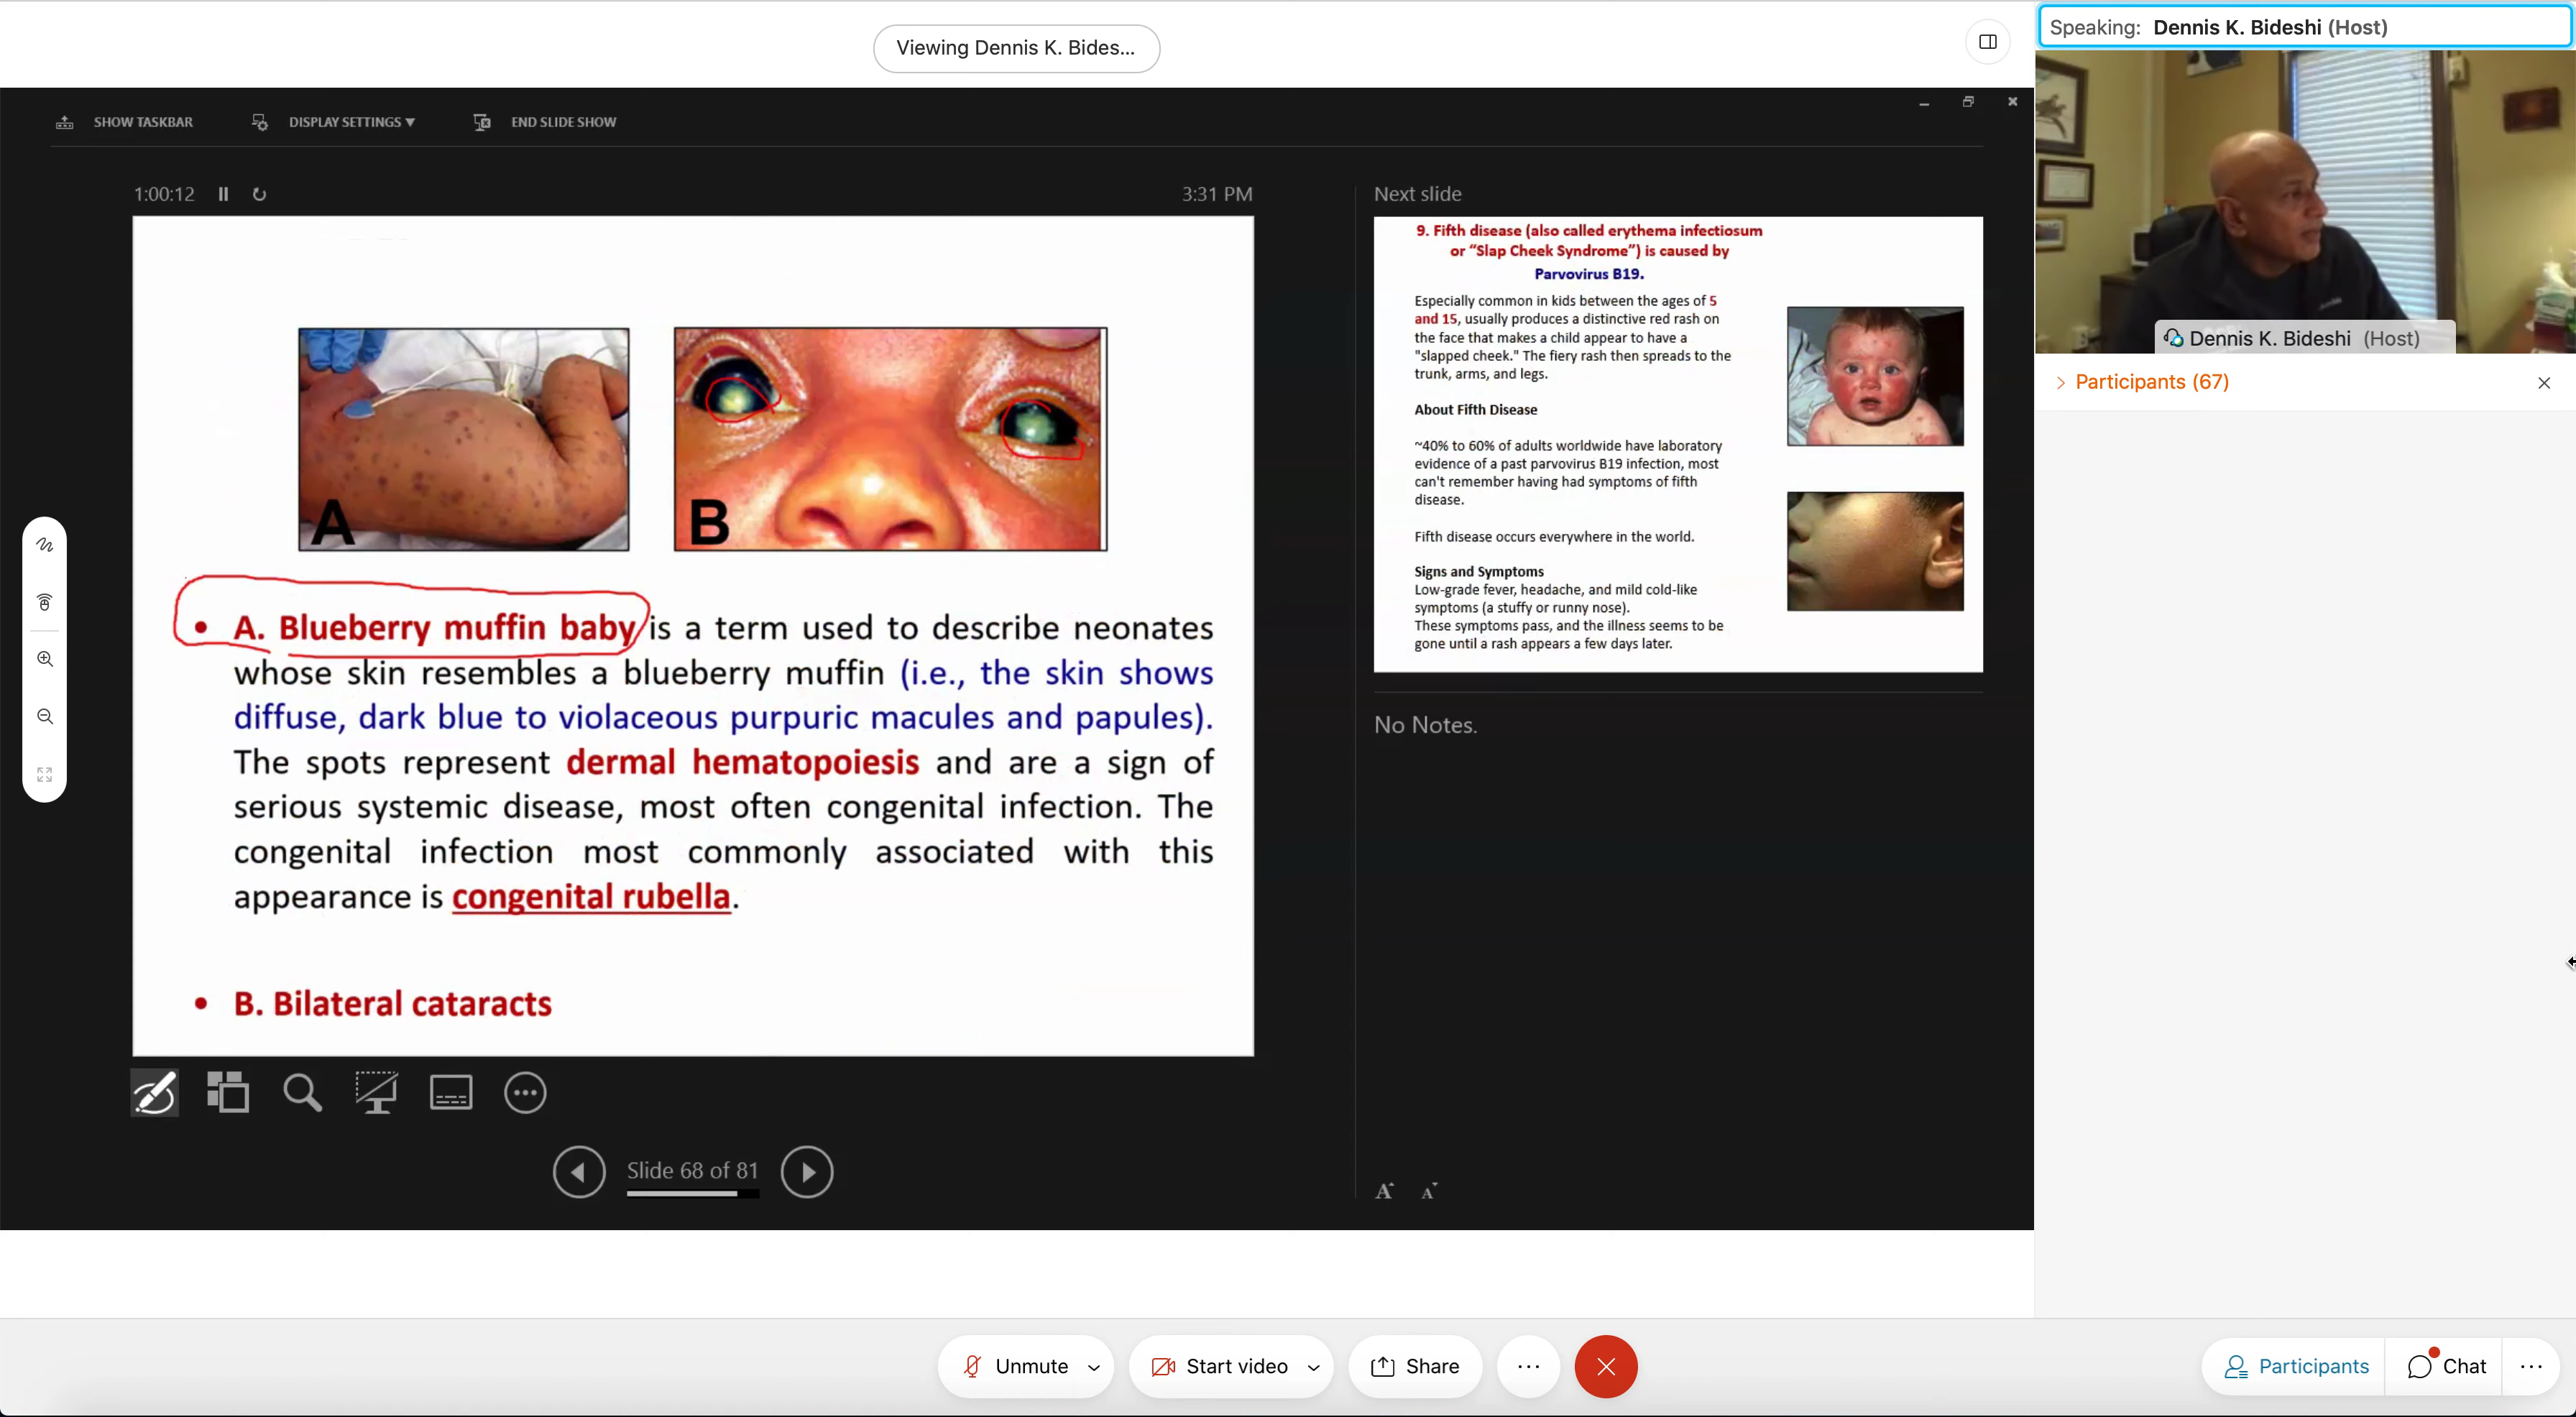 Viewing Dennis K. Bides...
Speaking: Dennis K. Bideshi (Host)
SHOW TASKBAR
DISPLAY SETTINGS ▼
END SLIDE SHOW
1:00:12
3:31 PM
Next slide
A
B
• A. Blueberry muffin baby is a term used to describe neonates
whose skin resembles a blueberry muffin (i.e., the skin shows
diffuse, dark blue to violaceous purpuric macules and papules).
The spots represent dermal hematopoiesis and are a sign of
serious systemic disease, most often congenital infection. The
congenital infection most commonly associated with this
appearance is congenital rubella.
• B. Bilateral cataracts
Slide 68 of 81
9. Fifth disease (also called erythema infectiosum
or “Slap Cheek Syndrome”) is caused by
Parvovirus B19.
Especially common in kids between the ages of 5
and 15, usually produces a distinctive red rash on
the face that makes a child appear to have a
"slapped cheek." The fiery rash then spreads to the
trunk, arms, and legs.
About Fifth Disease
~40% to 60% of adults worldwide have laboratory
evidence of a past parvovirus B19 infection, most
can't remember having had symptoms of fifth
disease.
Fifth disease occurs everywhere in the world.
Signs and Symptoms
Low-grade fever, headache, and mild cold-like
symptoms (a stuffy or runny nose).
These symptoms pass, and the illness seems to be
gone until a rash appears a few days later.
No Notes.
A A
Dennis K. Bideshi (Host)
Participants (67)
Unmute
Start video
Share
Participants
Chat